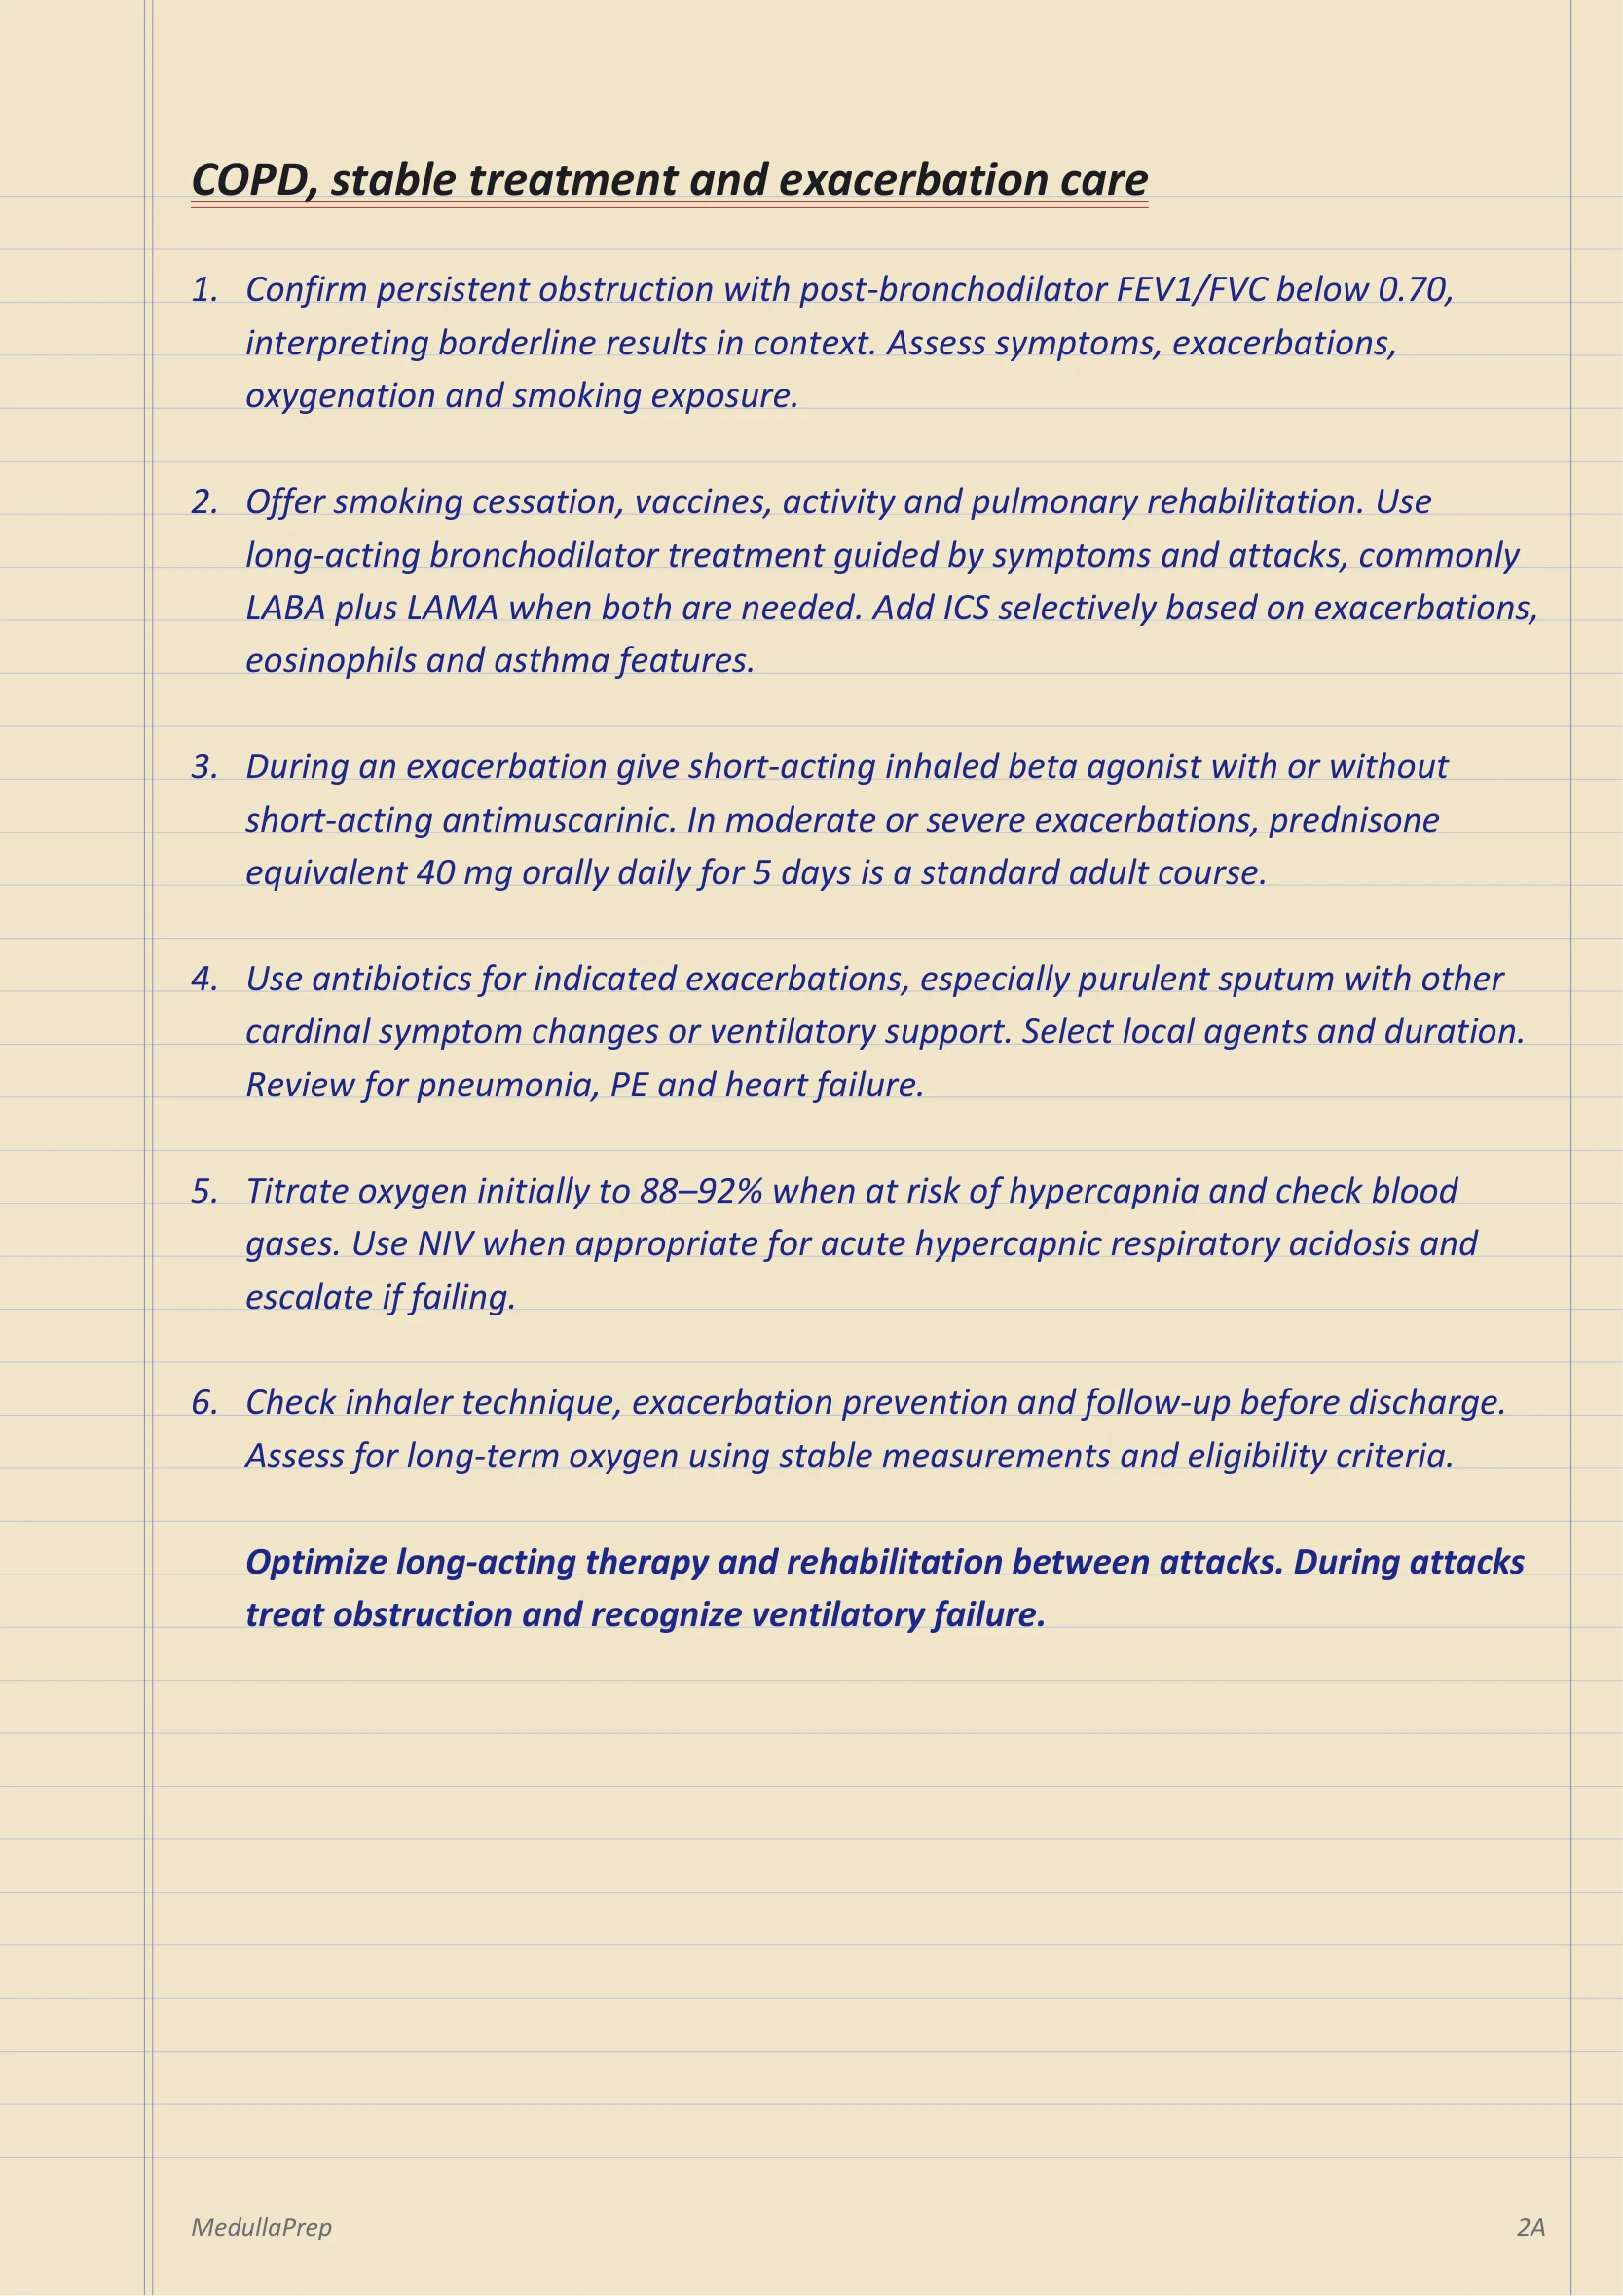 COPD, stable treatment and exacerbation care
1. Confirm persistent obstruction with post-bronchodilator FEV1/FVC below 0.70,
interpreting borderline results in context. Assess symptoms, exacerbations,
oxygenation and smoking exposure.
2. Offer smoking cessation, vaccines, activity and pulmonary rehabilitation. Use
long-acting bronchodilator treatment guided by symptoms and attacks, commonly
LABA plus LAMA when both are needed. Add ICS selectively based on exacerbations,
eosinophils and asthma features.
3. During an exacerbation give short-acting inhaled beta agonist with or without
short-acting antimuscarinic. In moderate or severe exacerbations, prednisone
equivalent 40 mg orally daily for 5 days is a standard adult course.
4. Use antibiotics for indicated exacerbations, especially purulent sputum with other
cardinal symptom changes or ventilatory support. Select local agents and duration.
Review for pneumonia, PE and heart failure.
5. Titrate oxygen initially to 88–92% when at risk of hypercapnia and check blood
gases. Use NIV when appropriate for acute hypercapnic respiratory acidosis and
escalate if failing.
6. Check inhaler technique, exacerbation prevention and follow-up before discharge.
Assess for long-term oxygen using stable measurements and eligibility criteria.
Optimize long-acting therapy and rehabilitation between attacks. During attacks
treat obstruction and recognize ventilatory failure.
MedullaPrep
2A